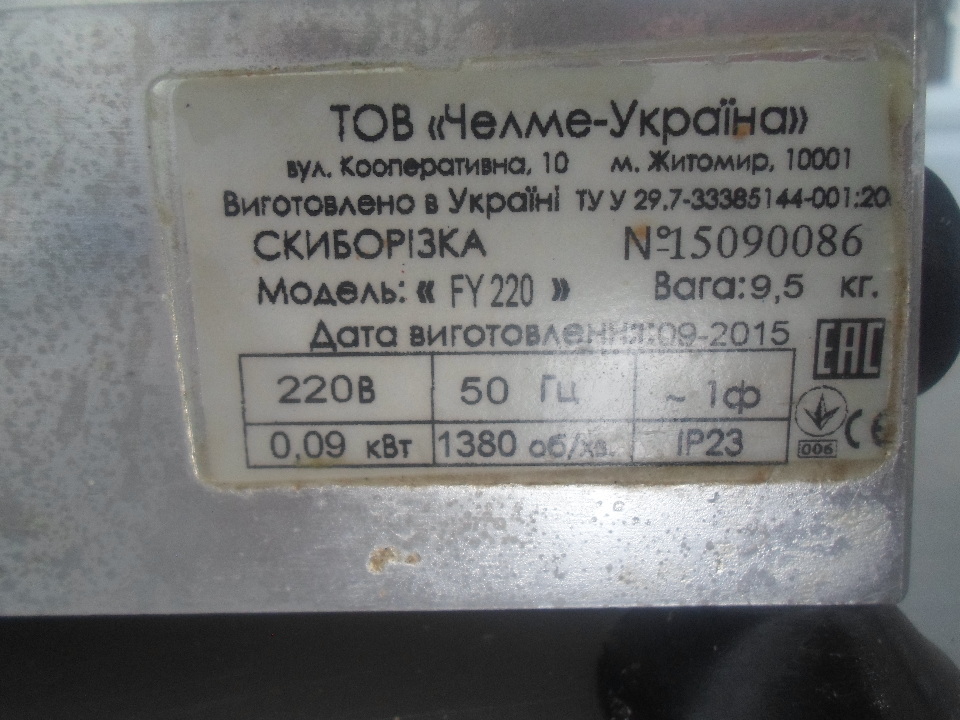 ТОВ «Челме-Україна»
вул. Кооперативна, 10 м. Житомир, 10001
Виготовлено в Україні ТУ У 29.7-33385144-001:20
СКИБОРІЗКА №15090086
Модель: « FY 220 » Вага: 9,5 кг.
Дата виготовлення: 09-2015
220В 50 Гц ~ 1ф
0,09 кВт 1380 об/хв. IP23
EAC
006 CE